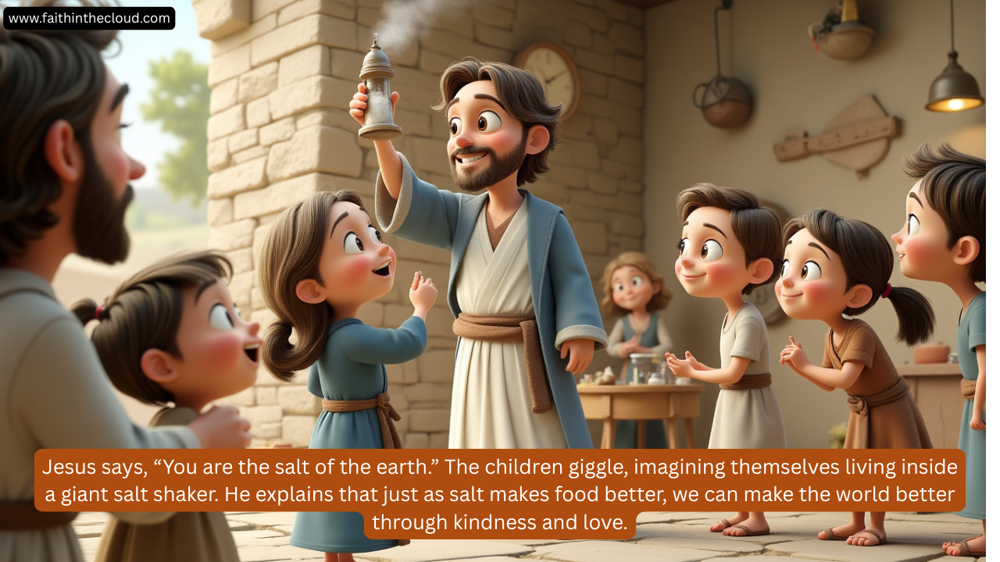 www.faithinthecloud.com
Jesus says, “You are the salt of the earth.” The children giggle, imagining themselves living inside
a giant salt shaker. He explains that just as salt makes food better, we can make the world better
through kindness and love.